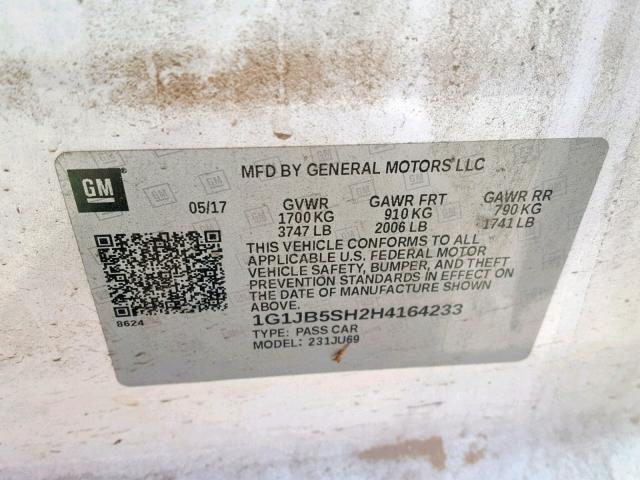 GM
MFD BY GENERAL MOTORS LLC
05/17
GVWR GAWR FRT GAWR RR
1700 KG 910 KG 790 KG
3747 LB 2006 LB 1741 LB
THIS VEHICLE CONFORMS TO ALL
APPLICABLE U.S. FEDERAL MOTOR
VEHICLE SAFETY, BUMPER, AND THEFT
PREVENTION STANDARDS IN EFFECT ON
THE DATE OF MANUFACTURE SHOWN
ABOVE.
8624
1G1JB5SH2H4164233
TYPE: PASS CAR
MODEL: 231JU69